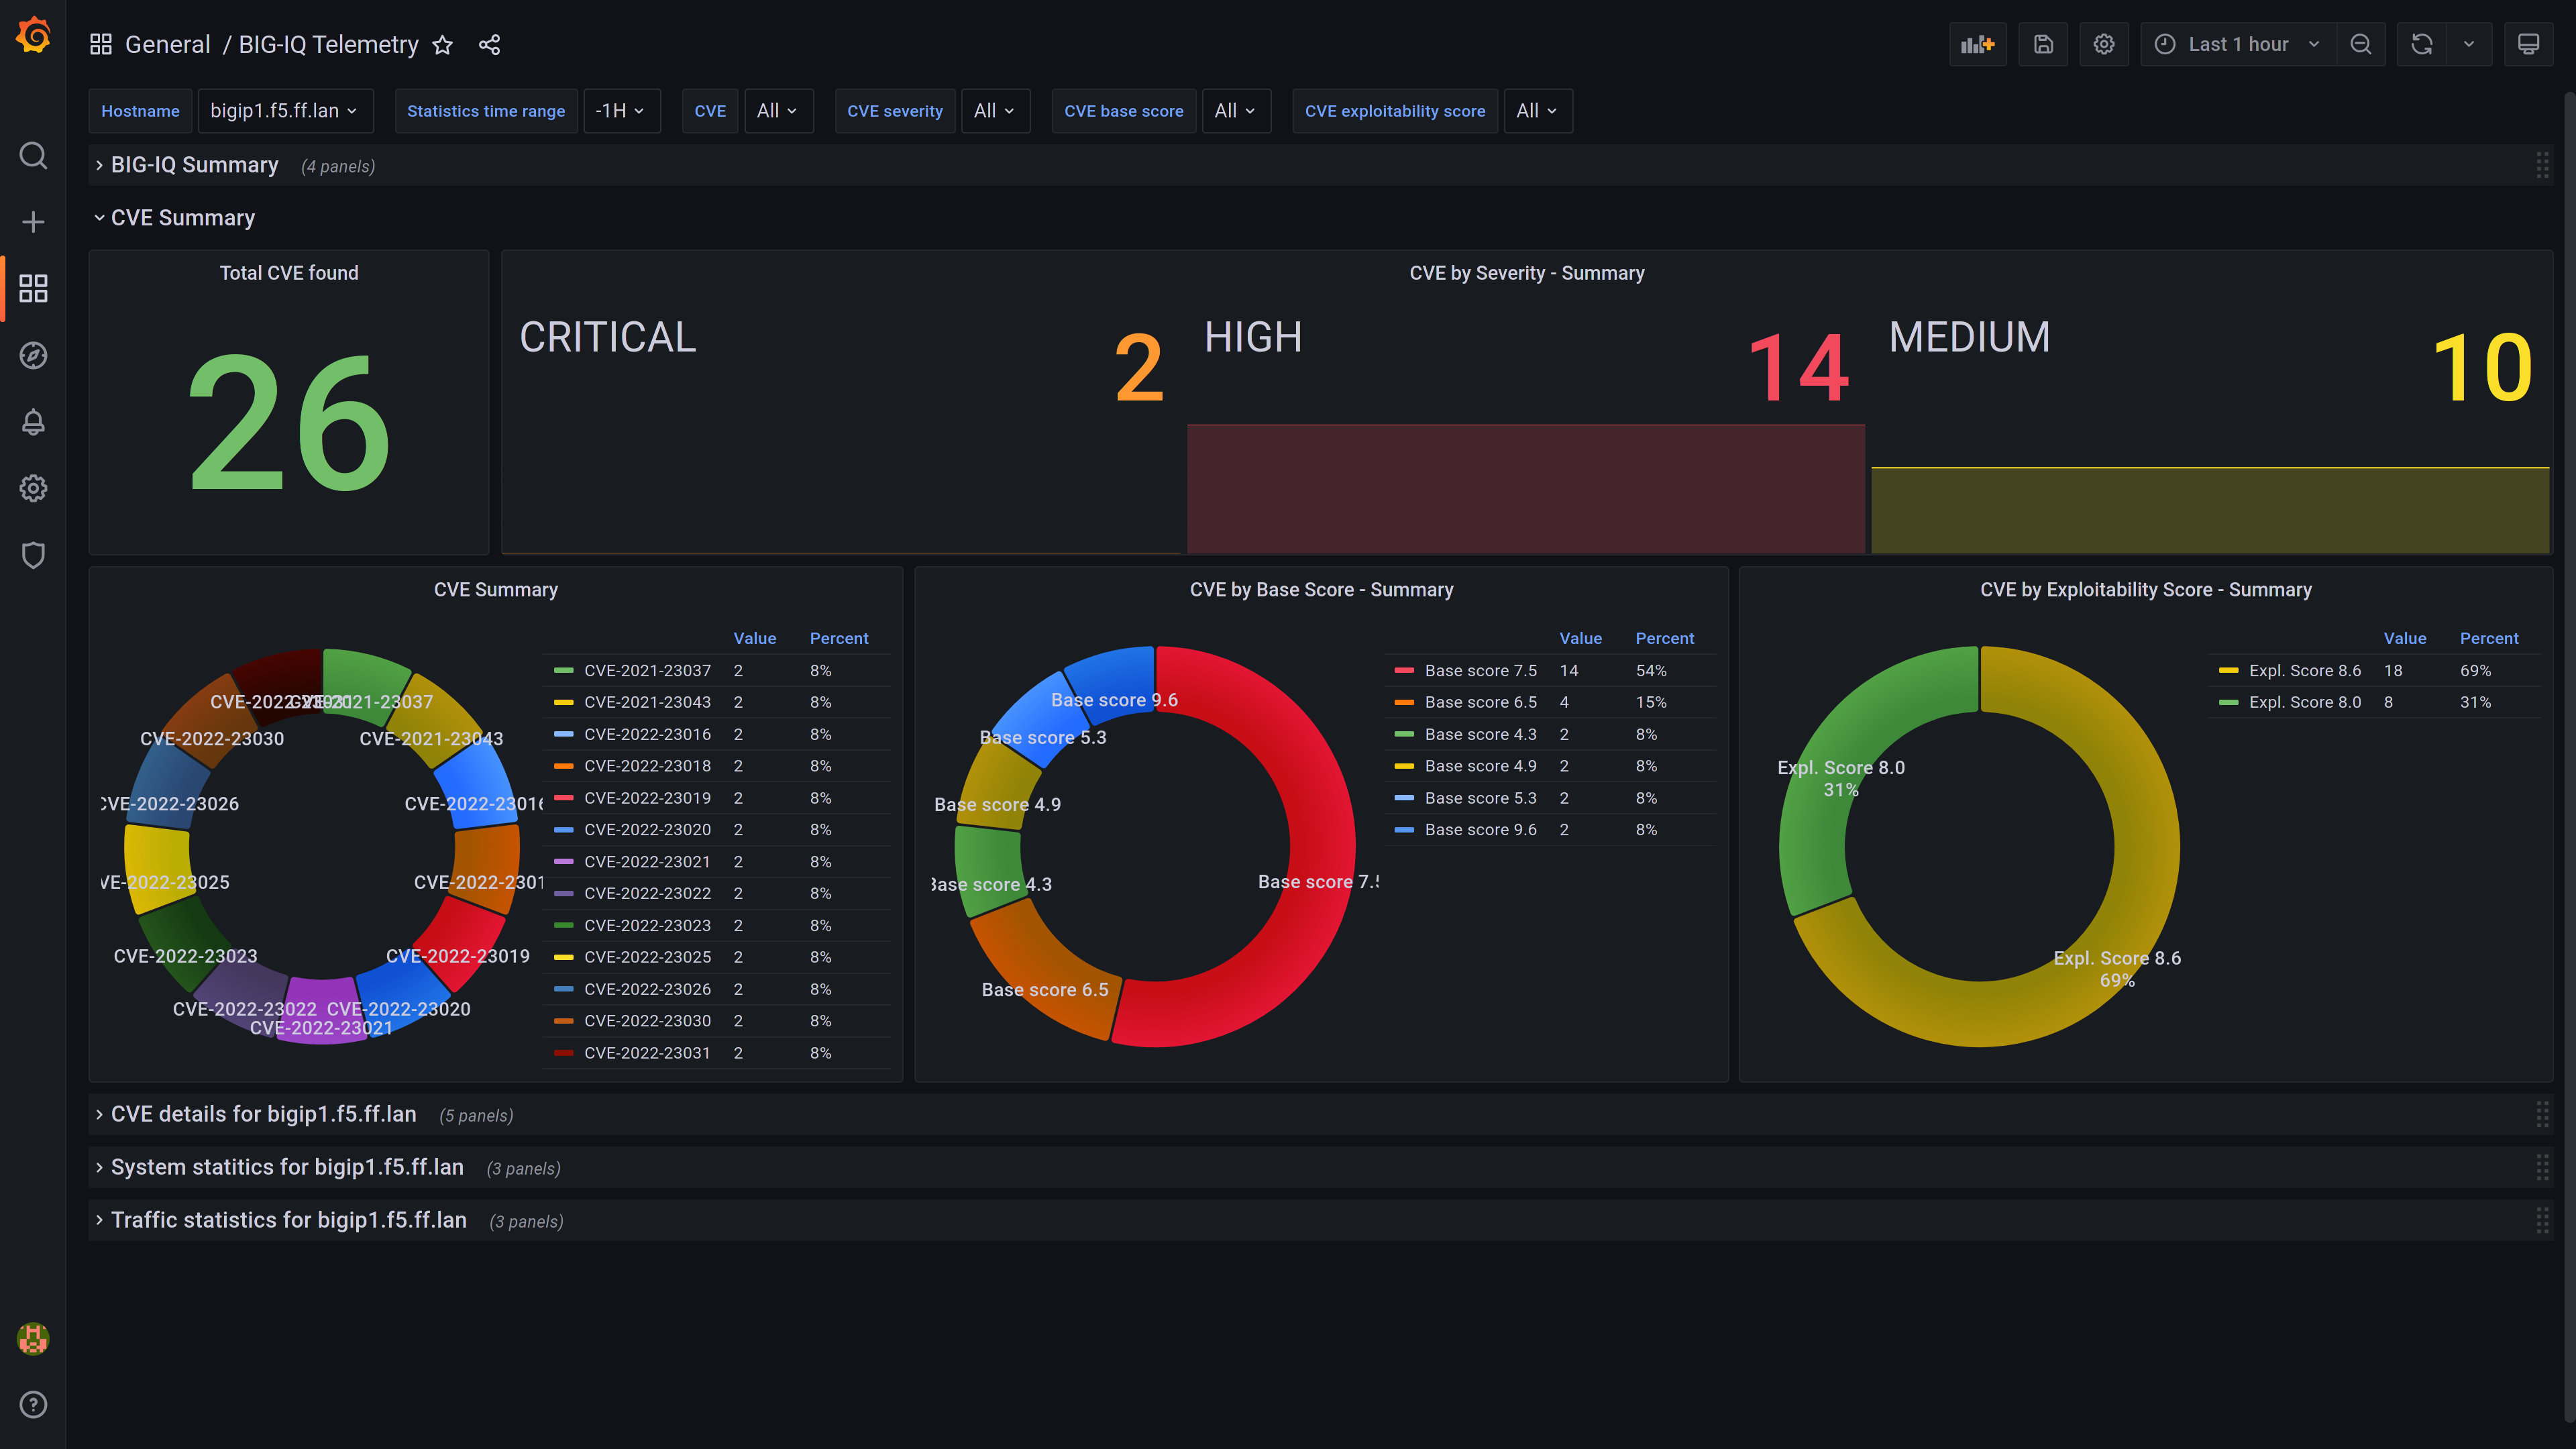 General / BIG-IQ Telemetry
Last 1 hour
Hostname bigip1.f5.ff.lan Statistics time range -1H CVE All CVE severity All CVE base score All CVE exploitability score All
BIG-IQ Summary (4 panels)
CVE Summary
Total CVE found
26
CVE by Severity - Summary
CRITICAL 2 HIGH 14 MEDIUM 10
CVE Summary
CVE-2021-23037
CVE-2022-23030
CVE-2021-23043
CVE-2022-23026
CVE-2022-23016
CVE-2022-23025
CVE-2022-2301
CVE-2022-23023
CVE-2022-23019
CVE-2022-23022
CVE-2022-23020
CVE-2022-23021
Value Percent
CVE-2021-23037 2 8%
CVE-2021-23043 2 8%
CVE-2022-23016 2 8%
CVE-2022-23018 2 8%
CVE-2022-23019 2 8%
CVE-2022-23020 2 8%
CVE-2022-23021 2 8%
CVE-2022-23022 2 8%
CVE-2022-23023 2 8%
CVE-2022-23025 2 8%
CVE-2022-23026 2 8%
CVE-2022-23030 2 8%
CVE-2022-23031 2 8%
CVE by Base Score - Summary
Base score 9.6
Base score 5.3
Base score 4.9
Base score 4.3
Base score 7.5
Base score 6.5
Value Percent
Base score 7.5 14 54%
Base score 6.5 4 15%
Base score 4.3 2 8%
Base score 4.9 2 8%
Base score 5.3 2 8%
Base score 9.6 2 8%
CVE by Exploitability Score - Summary
Expl. Score 8.0
31%
Expl. Score 8.6
69%
Value Percent
Expl. Score 8.6 18 69%
Expl. Score 8.0 8 31%
CVE details for bigip1.f5.ff.lan (5 panels)
System statitics for bigip1.f5.ff.lan (3 panels)
Traffic statistics for bigip1.f5.ff.lan (3 panels)